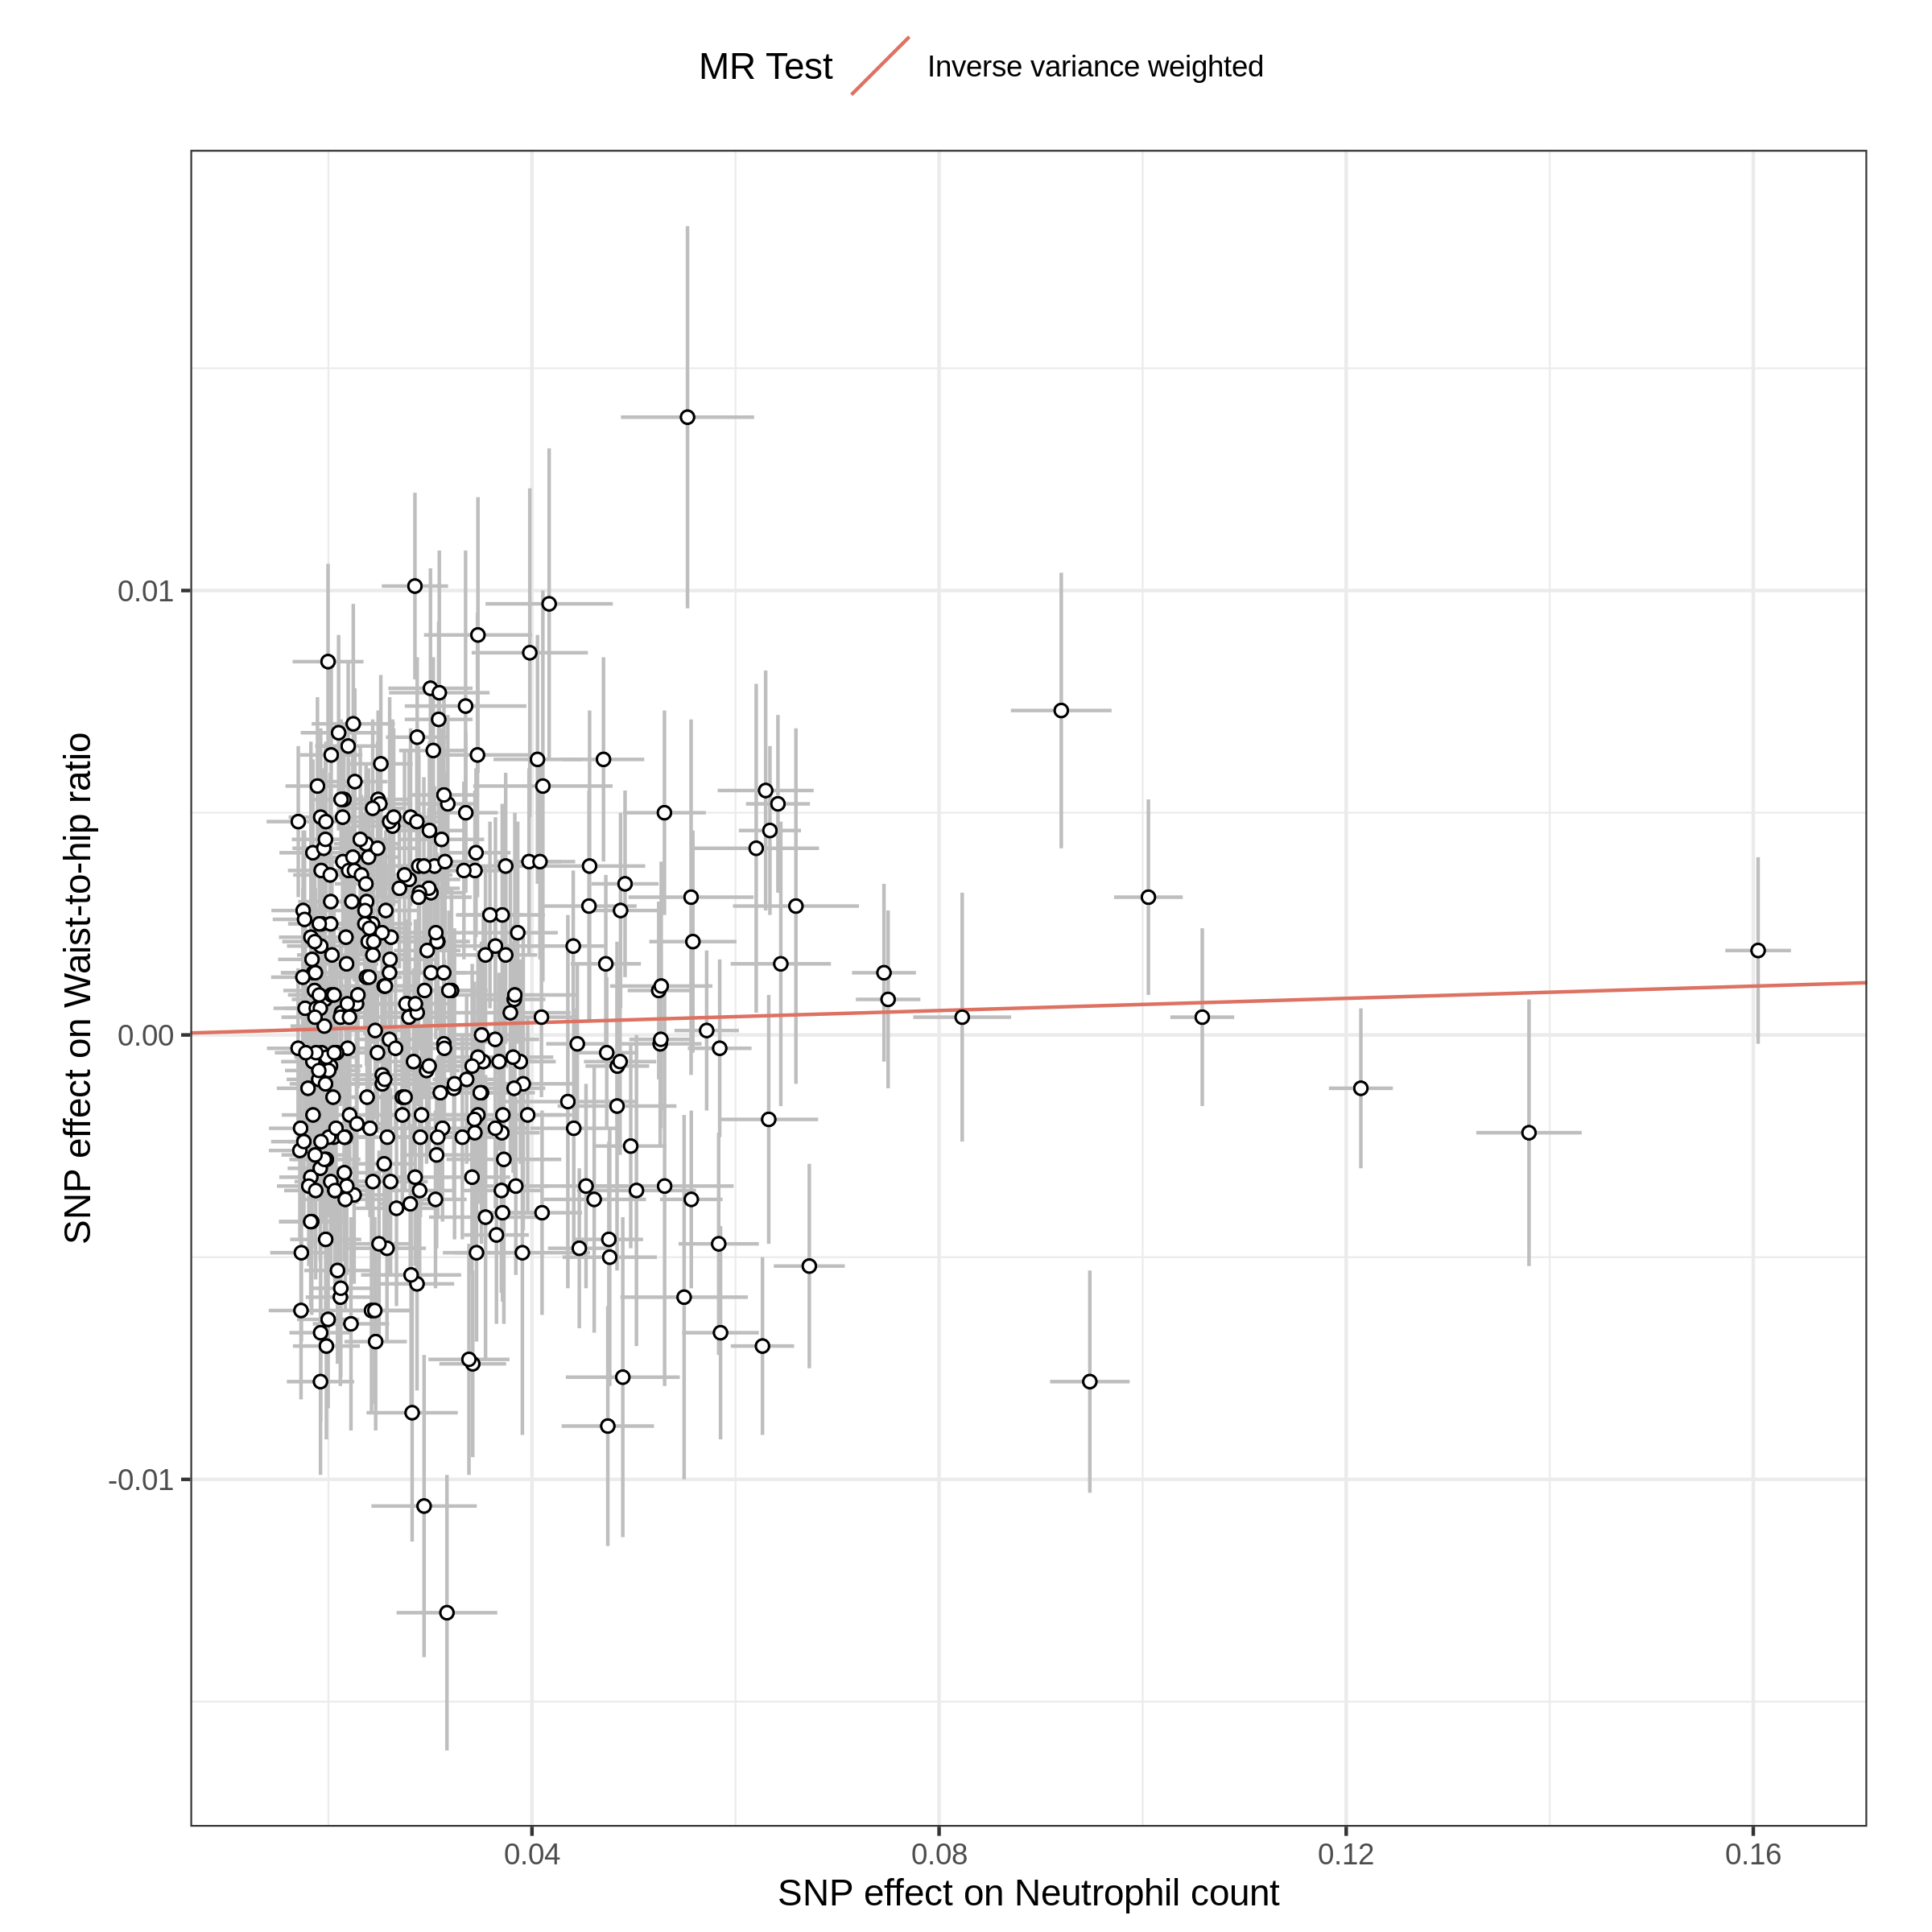 MR Test
Inverse variance weighted
SNP effect on Waist-to-hip ratio
0.01
0.00
-0.01
0.04
0.08
0.12
0.16
SNP effect on Neutrophil count